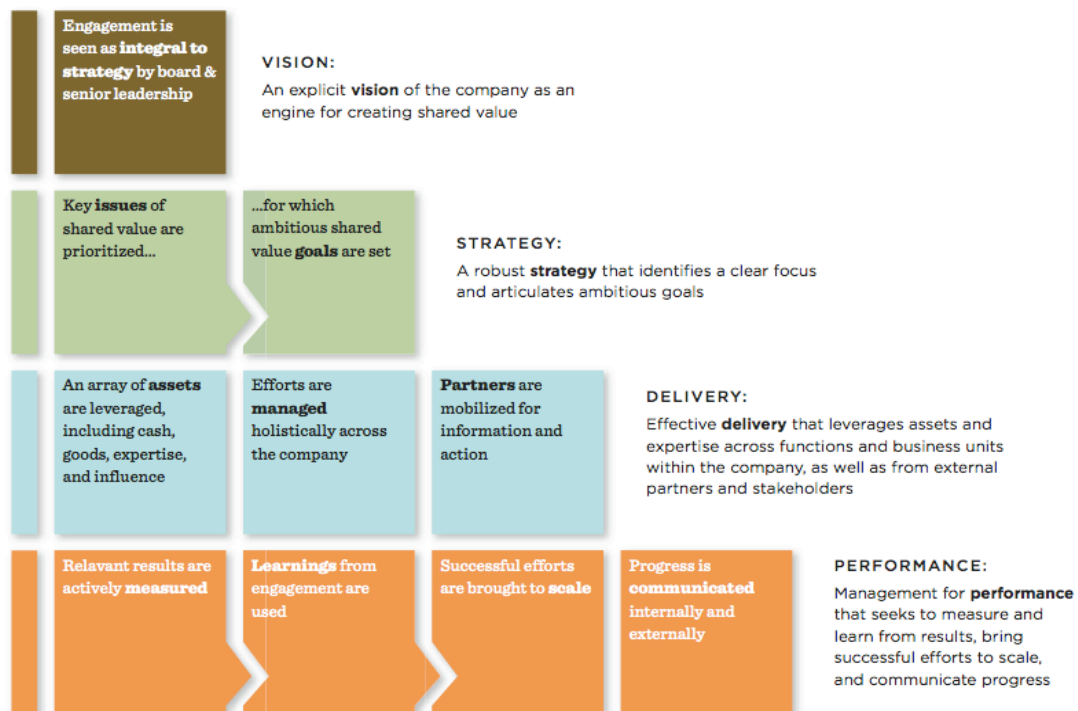 Engagement is
seen as integral to
strategy by board &
senior leadership
VISION:
An explicit vision of the company as an
engine for creating shared value
Key issues of
shared value are
prioritized...
...for which
ambitious shared
value goals are set
STRATEGY:
A robust strategy that identifies a clear focus
and articulates ambitious goals
An array of assets
are leveraged,
including cash,
goods, expertise,
and influence
Efforts are
managed
holistically across
the company
Partners are
mobilized for
information and
action
DELIVERY:
Effective delivery that leverages assets and
expertise across functions and business units
within the company, as well as from external
partners and stakeholders
Relavant results are
actively measured
Learnings from
engagement are
used
Successful efforts
are brought to scale
Progress is
communicated
internally and
externally
PERFORMANCE:
Management for performance
that seeks to measure and
learn from results, bring
successful efforts to scale,
and communicate progress